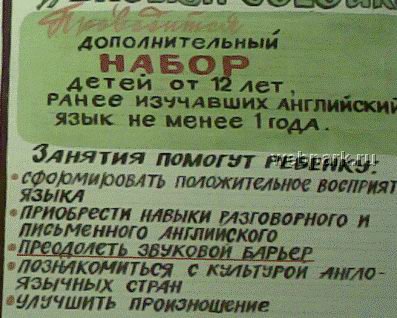 Проводится
ДОПОЛНИТЕЛЬНЫЙ
НАБОР
ДЕТЕЙ ОТ 12 ЛЕТ,
РАНЕЕ ИЗУЧАВШИХ АНГЛИЙСКИЙ
ЯЗЫК НЕ МЕНЕЕ 1 ГОДА.
ЗАНЯТИЯ ПОМОГУТ РЕБЕНКУ:
• СФОРМИРОВАТЬ ПОЛОЖИТЕЛЬНОЕ ВОСПРИЯТ
ЯЗЫКА
• ПРИОБРЕСТИ НАВЫКИ РАЗГОВОРНОГО И
ПИСЬМЕННОГО АНГЛИЙСКОГО
• ПРЕОДОЛЕТЬ ЗВУКОВОЙ БАРЬЕР
• ПОЗНАКОМИТЬСЯ С КУЛЬТУРОЙ АНГЛО-
ЯЗЫЧНЫХ СТРАН
• УЛУЧШИТЬ ПРОИЗНОШЕНИЕ